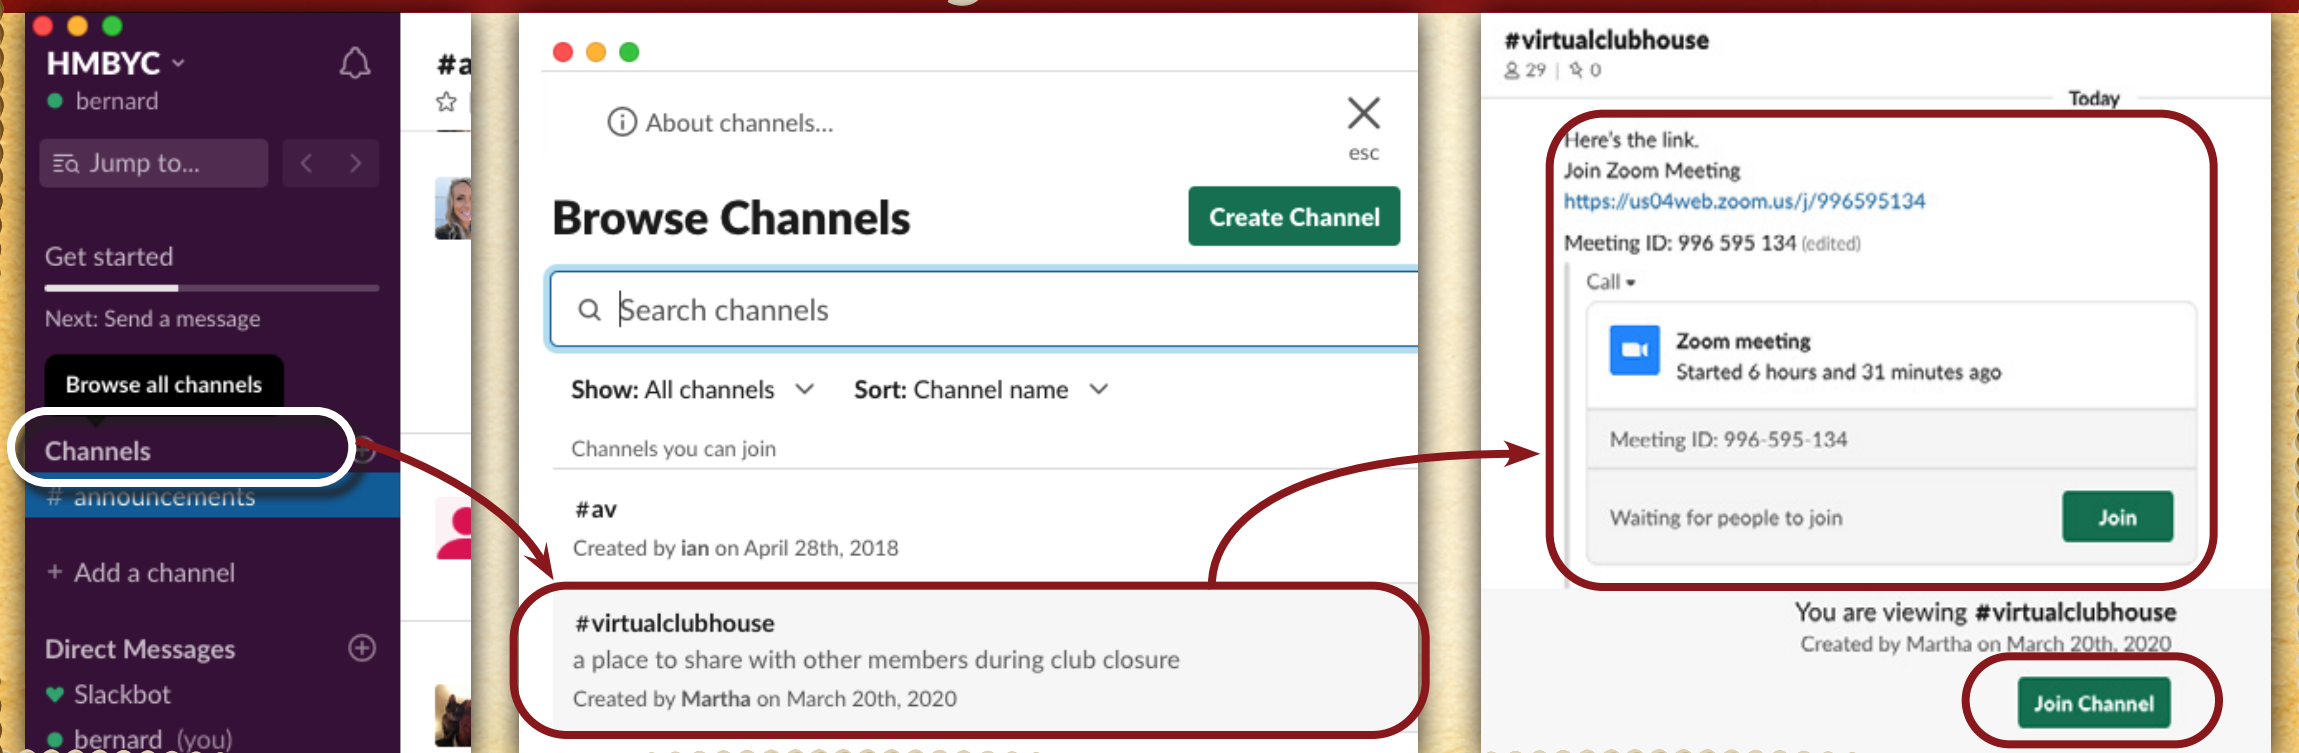 HMBYC
bernard
Jump to...
Get started
Next: Send a message
Browse all channels
Channels
# announcements
+ Add a channel
Direct Messages
Slackbot
bernard (you)
#a
About channels...
esc
Browse Channels
Create Channel
Search channels
Show: All channels
Sort: Channel name
Channels you can join
#av
Created by ian on April 28th, 2018
#virtualclubhouse
a place to share with other members during club closure
Created by Martha on March 20th, 2020
#virtualclubhouse
29 | 0
Today
Here's the link.
Join Zoom Meeting
https://us04web.zoom.us/j/996595134
Meeting ID: 996 595 134 (edited)
Call
Zoom meeting
Started 6 hours and 31 minutes ago
Meeting ID: 996-595-134
Waiting for people to join
Join
You are viewing #virtualclubhouse
Created by Martha on March 20th, 2020
Join Channel